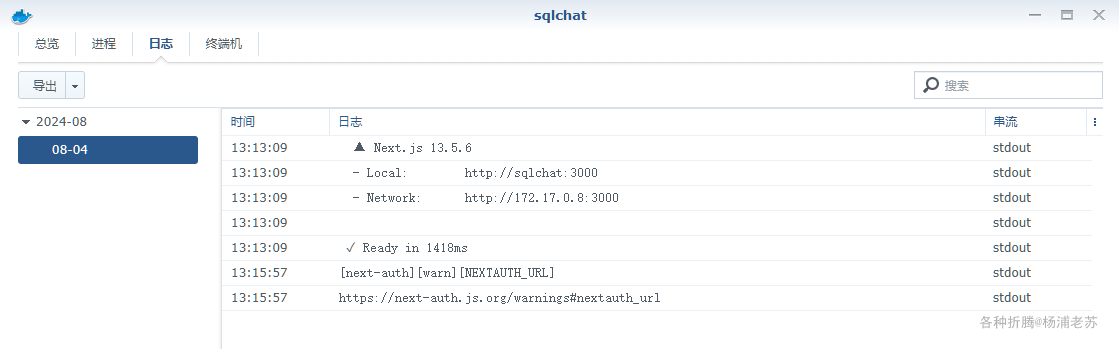 sqlchat
总览 进程 日志 终端机
导出 搜索
2024-08
08-04
时间 日志 串流
13:13:09 ▲ Next.js 13.5.6 stdout
13:13:09 - Local: http://sqlchat:3000 stdout
13:13:09 - Network: http://172.17.0.8:3000 stdout
13:13:09 stdout
13:13:09 ✓ Ready in 1418ms stdout
13:15:57 [next-auth][warn][NEXTAUTH_URL] stdout
13:15:57 https://next-auth.js.org/warnings#nextauth_url stdout
各种折腾@杨浦老苏